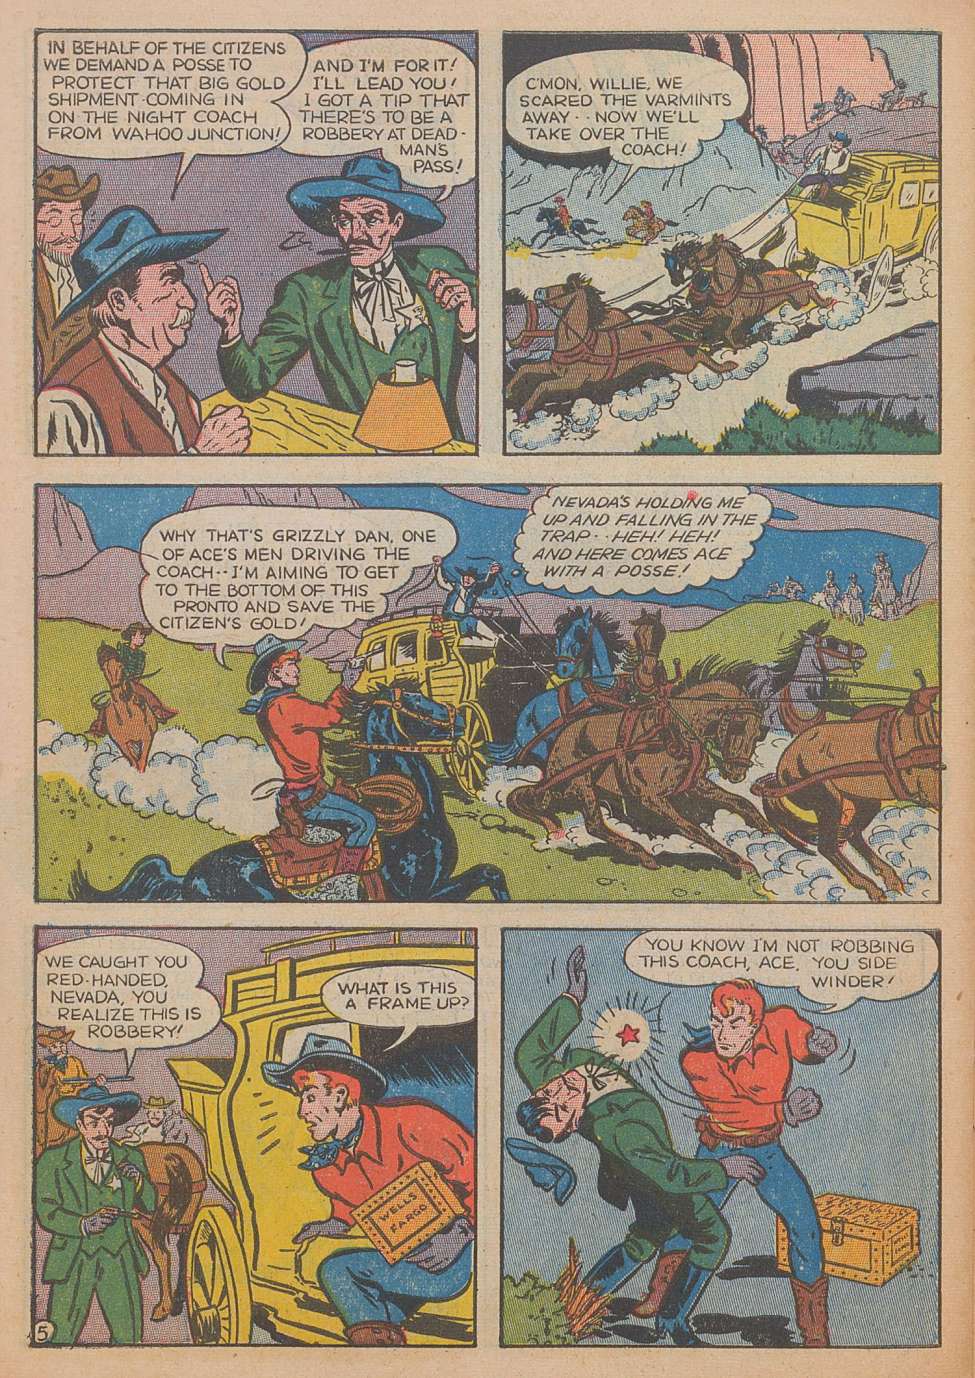 IN BEHALF OF THE CITIZENS
WE DEMAND A POSSE TO
PROTECT THAT BIG GOLD
SHIPMENT·COMING IN
ON THE NIGHT COACH
FROM WAHOO JUNCTION!
AND I'M FOR IT!
I'LL LEAD YOU!
I GOT A TIP THAT
THERE'S TO BE A
ROBBERY AT DEAD-
MANS
PASS!
C'MON, WILLIE, WE
SCARED THE VARMINTS
AWAY·· NOW WE'LL
TAKE OVER THE
COACH!
WHY THAT'S GRIZZLY DAN, ONE
OF ACE'S MEN DRIVING THE
COACH·· I'M AIMING TO GET
TO THE BOTTOM OF THIS
PRONTO AND SAVE THE
CITIZEN'S GOLD!
NEVADA'S HOLDING ME
UP AND FALLING IN THE
TRAP·· HEH! HEH!
AND HERE COMES ACE
WITH A POSSE!
WE CAUGHT YOU
RED-HANDED,
NEVADA, YOU
REALIZE THIS IS
ROBBERY!
WHAT IS THIS
A FRAME UP?
WELLS
FARGO
5
YOU KNOW I'M NOT ROBBING
THIS COACH, ACE, YOU SIDE
WINDER!